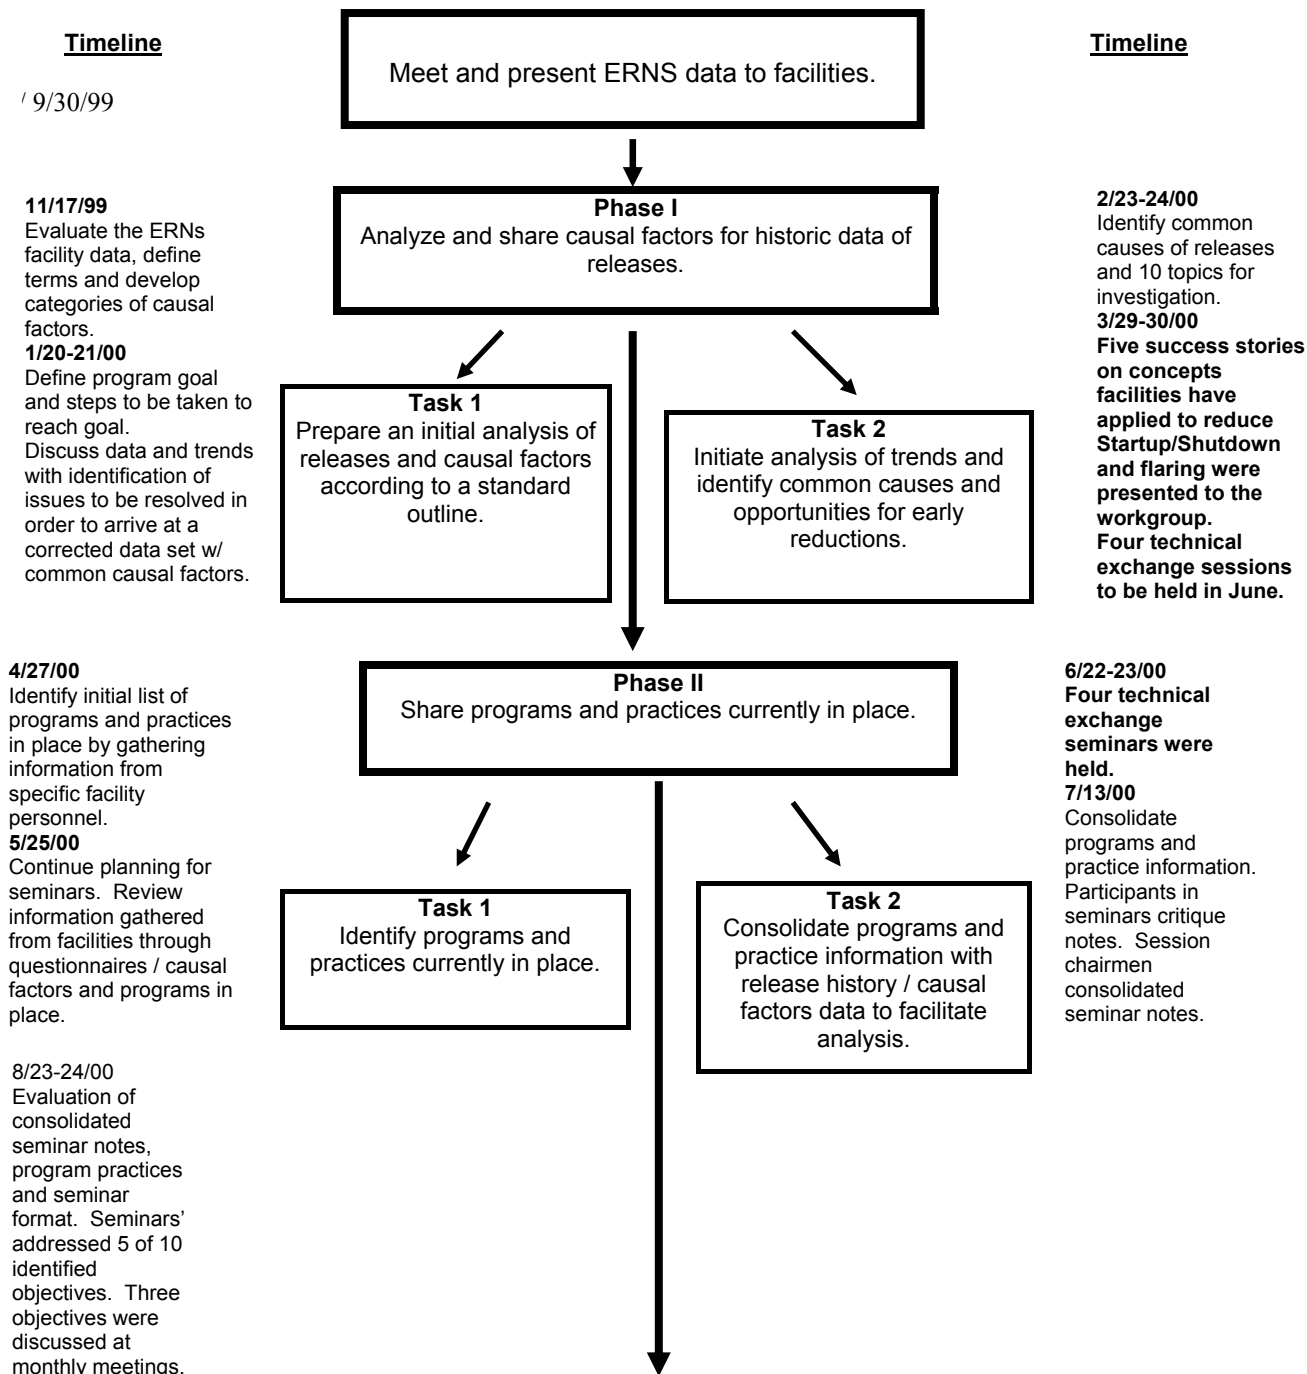 Timeline
Meet and present ERNS data to facilities.
Timeline
/ 9/30/99
11/17/99
Evaluate the ERNs
facility data, define
terms and develop
categories of causal
factors.
1/20-21/00
Define program goal
and steps to be taken to
reach goal.
Discuss data and trends
with identification of
issues to be resolved in
order to arrive at a
corrected data set w/
common causal factors.
Phase I
Analyze and share causal factors for historic data of
releases.
2/23-24/00
Identify common
causes of releases
and 10 topics for
investigation.
3/29-30/00
Five success stories
on concepts
facilities have
applied to reduce
Startup/Shutdown
and flaring were
presented to the
workgroup.
Four technical
exchange sessions
to be held in June.
Task 1
Prepare an initial analysis of
releases and causal factors
according to a standard
outline.
Task 2
Initiate analysis of trends and
identify common causes and
opportunities for early
reductions.
4/27/00
Identify initial list of
programs and practices
in place by gathering
information from
specific facility
personnel.
5/25/00
Continue planning for
seminars.  Review
information gathered
from facilities through
questionnaires / causal
factors and programs in
place.
Phase II
Share programs and practices currently in place.
6/22-23/00
Four technical
exchange
seminars were
held.
7/13/00
Consolidate
programs and
practice information.
Participants in
seminars critique
notes.  Session
chairmen
consolidated
seminar notes.
Task 1
Identify programs and
practices currently in place.
Task 2
Consolidate programs and
practice information with
release history / causal
factors data to facilitate
analysis.
8/23-24/00
Evaluation of
consolidated
seminar notes,
program practices
and seminar
format.  Seminars’
addressed 5 of 10
identified
objectives.  Three
objectives were
discussed at
monthly meetings.